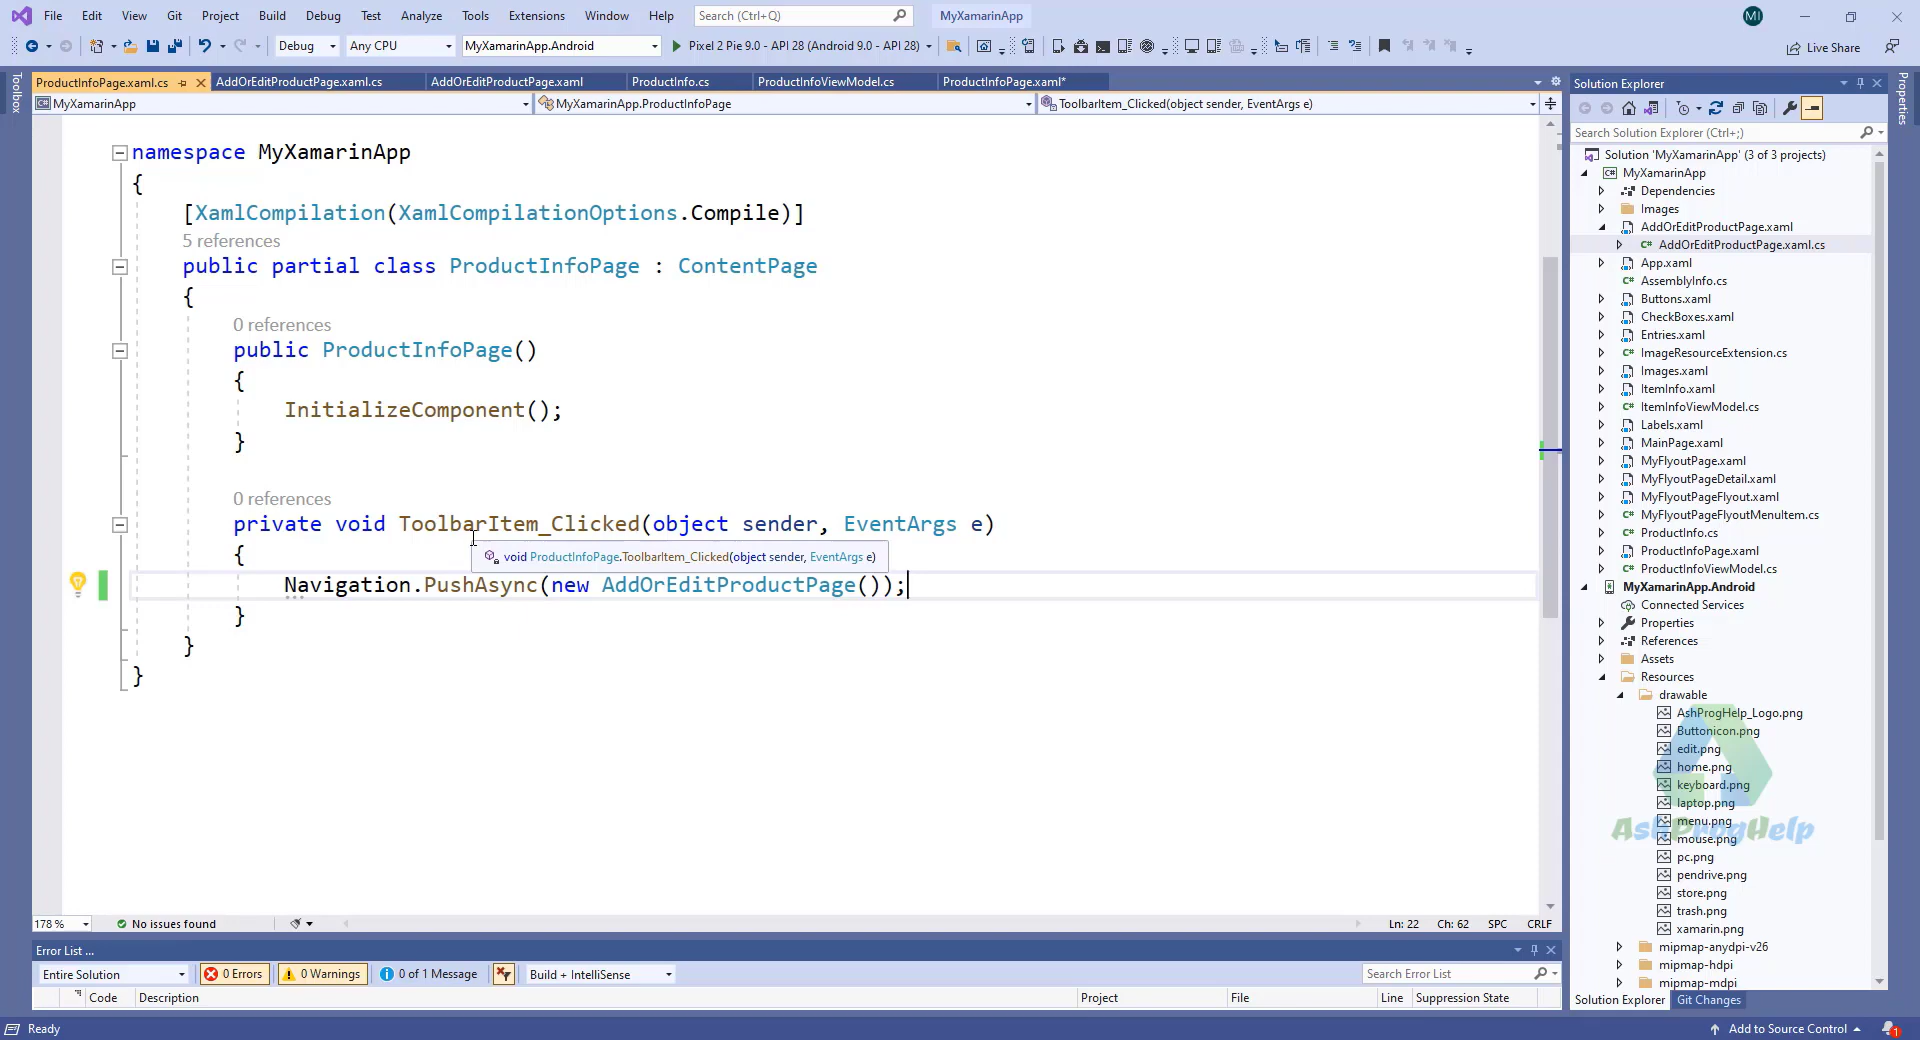 File Edit View Git Project Build Debug Test Analyze Tools Extensions Window Help Search (Ctrl+Q) MyXamarinApp MI
Debug Any CPU MyXamarinApp.Android Pixel 2 Pie 9.0 - API 28 (Android 9.0 - API 28) Live Share
Toolbox
ProductInfoPage.xaml.cs AddOrEditProductPage.xaml.cs AddOrEditProductPage.xaml ProductInfo.cs ProductInfoViewModel.cs ProductInfoPage.xaml*
MyXamarinApp MyXamarinApp.ProductInfoPage ToolbarItem_Clicked(object sender, EventArgs e)
namespace MyXamarinApp
{
[XamlCompilation(XamlCompilationOptions.Compile)]
5 references
public partial class ProductInfoPage : ContentPage
{
0 references
public ProductInfoPage()
{
InitializeComponent();
}
0 references
private void ToolbarItem_Clicked(object sender, EventArgs e)
{
void ProductInfoPage.ToolbarItem_Clicked(object sender, EventArgs e)
Navigation.PushAsync(new AddOrEditProductPage());
}
}
}
178 % No issues found Ln: 22 Ch: 62 SPC CRLF
Error List ...
Entire Solution 0 Errors 0 Warnings 0 of 1 Message Build + IntelliSense Search Error List
Code Description Project File Line Suppression State
Solution Explorer
Search Solution Explorer (Ctrl+;)
Solution 'MyXamarinApp' (3 of 3 projects)
MyXamarinApp
Dependencies
Images
AddOrEditProductPage.xaml
AddOrEditProductPage.xaml.cs
App.xaml
AssemblyInfo.cs
Buttons.xaml
CheckBoxes.xaml
Entries.xaml
ImageResourceExtension.cs
Images.xaml
ItemInfo.xaml
ItemInfoViewModel.cs
Labels.xaml
MainPage.xaml
MyFlyoutPage.xaml
MyFlyoutPageDetail.xaml
MyFlyoutPageFlyout.xaml
MyFlyoutPageFlyoutMenuItem.cs
ProductInfo.cs
ProductInfoPage.xaml
ProductInfoViewModel.cs
MyXamarinApp.Android
Connected Services
Properties
References
Assets
Resources
drawable
AshProgHelp_Logo.png
Buttonicon.png
edit.png
home.png
keyboard.png
laptop.png
menu.png
AshProgHelp
mouse.png
pc.png
pendrive.png
store.png
trash.png
xamarin.png
mipmap-anydpi-v26
mipmap-hdpi
mipmap-mdpi
Solution Explorer Git Changes
Properties
Ready Add to Source Control 1